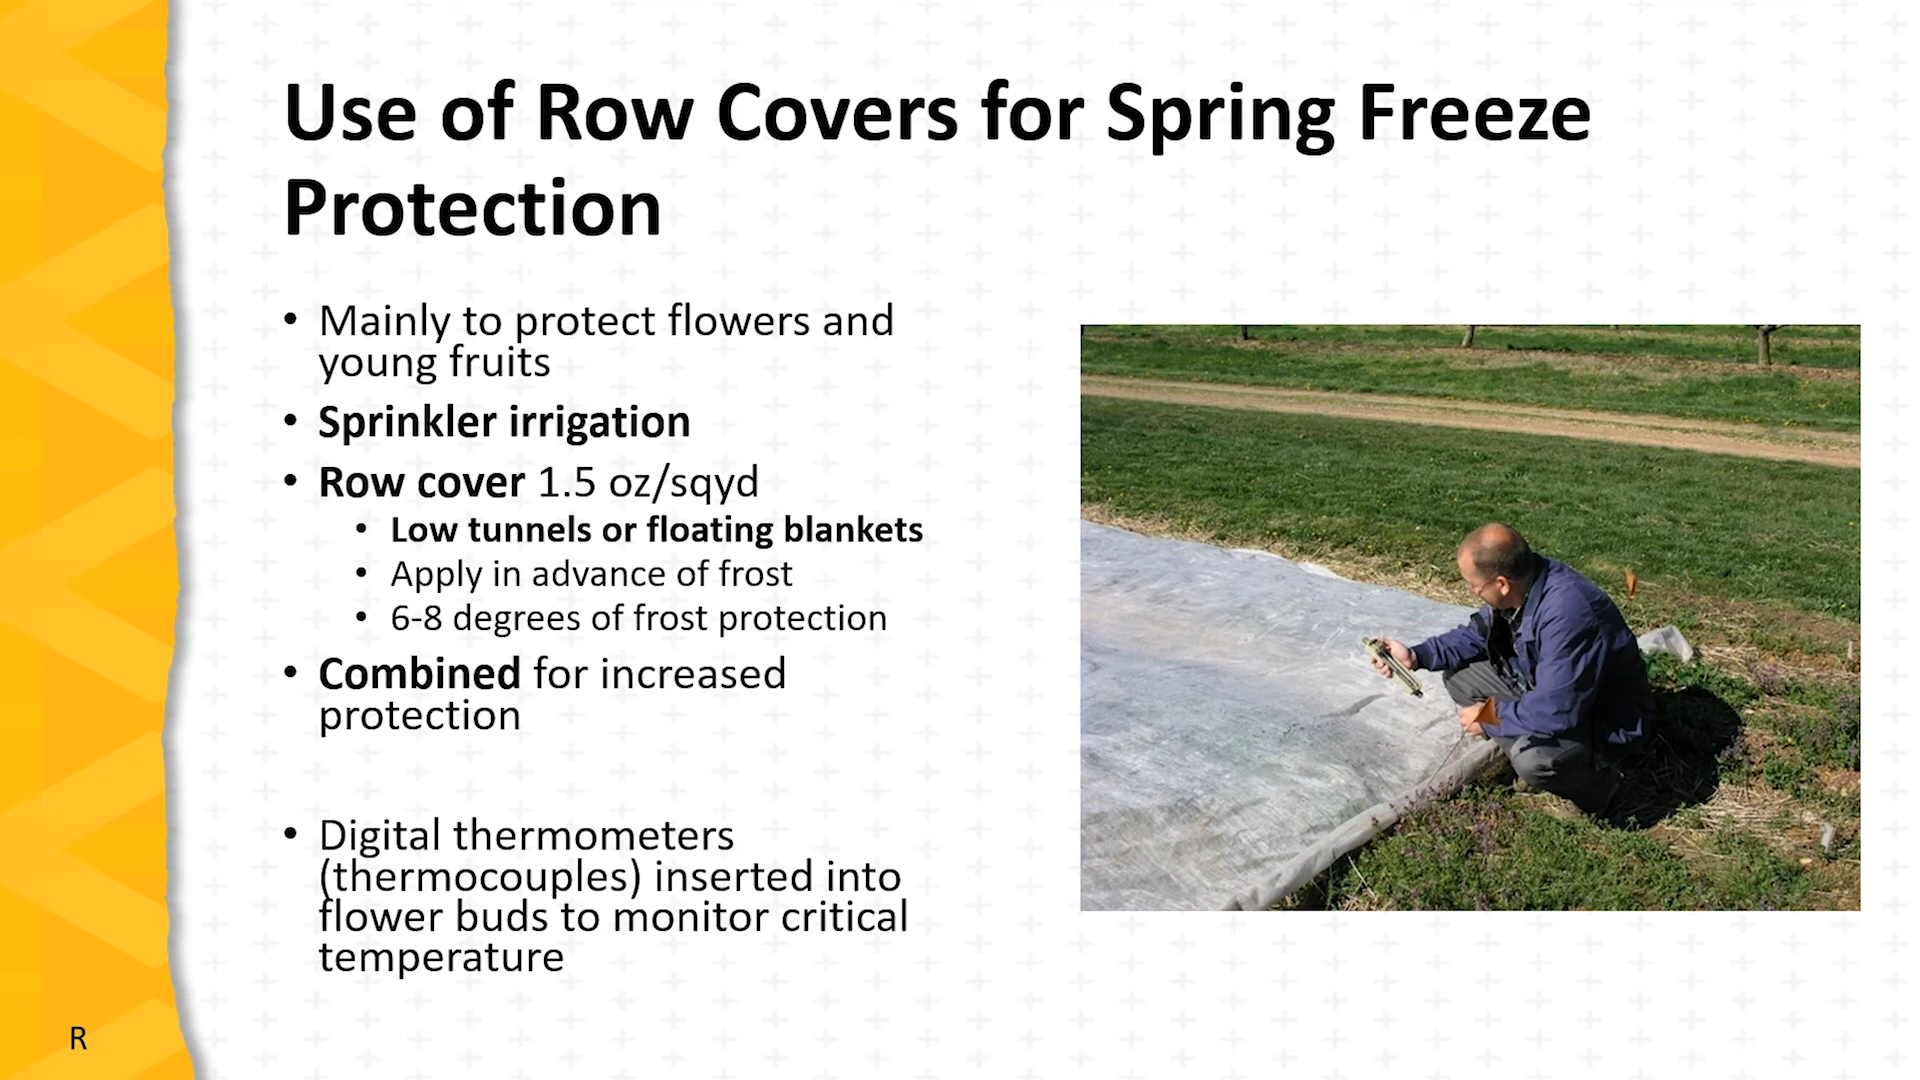 Use of Row Covers for Spring Freeze
Protection
• Mainly to protect flowers and
young fruits
• Sprinkler irrigation
• Row cover 1.5 oz/sqyd
• Low tunnels or floating blankets
• Apply in advance of frost
• 6-8 degrees of frost protection
• Combined for increased
protection
• Digital thermometers
(thermocouples) inserted into
flower buds to monitor critical
temperature
R